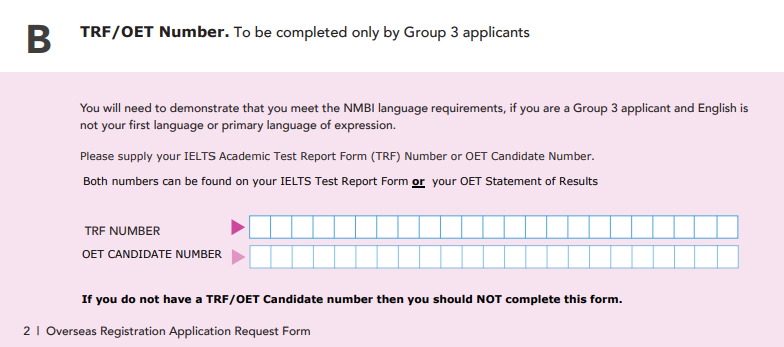 B
TRF/OET Number. To be completed only by Group 3 applicants
You will need to demonstrate that you meet the NMBI language requirements, if you are a Group 3 applicant and English is
not your first language or primary language of expression.
Please supply your IELTS Academic Test Report Form (TRF) Number or OET Candidate Number.
Both numbers can be found on your IELTS Test Report Form or your OET Statement of Results
TRF NUMBER
OET CANDIDATE NUMBER
If you do not have a TRF/OET Candidate number then you should NOT complete this form.
2 | Overseas Registration Application Request Form